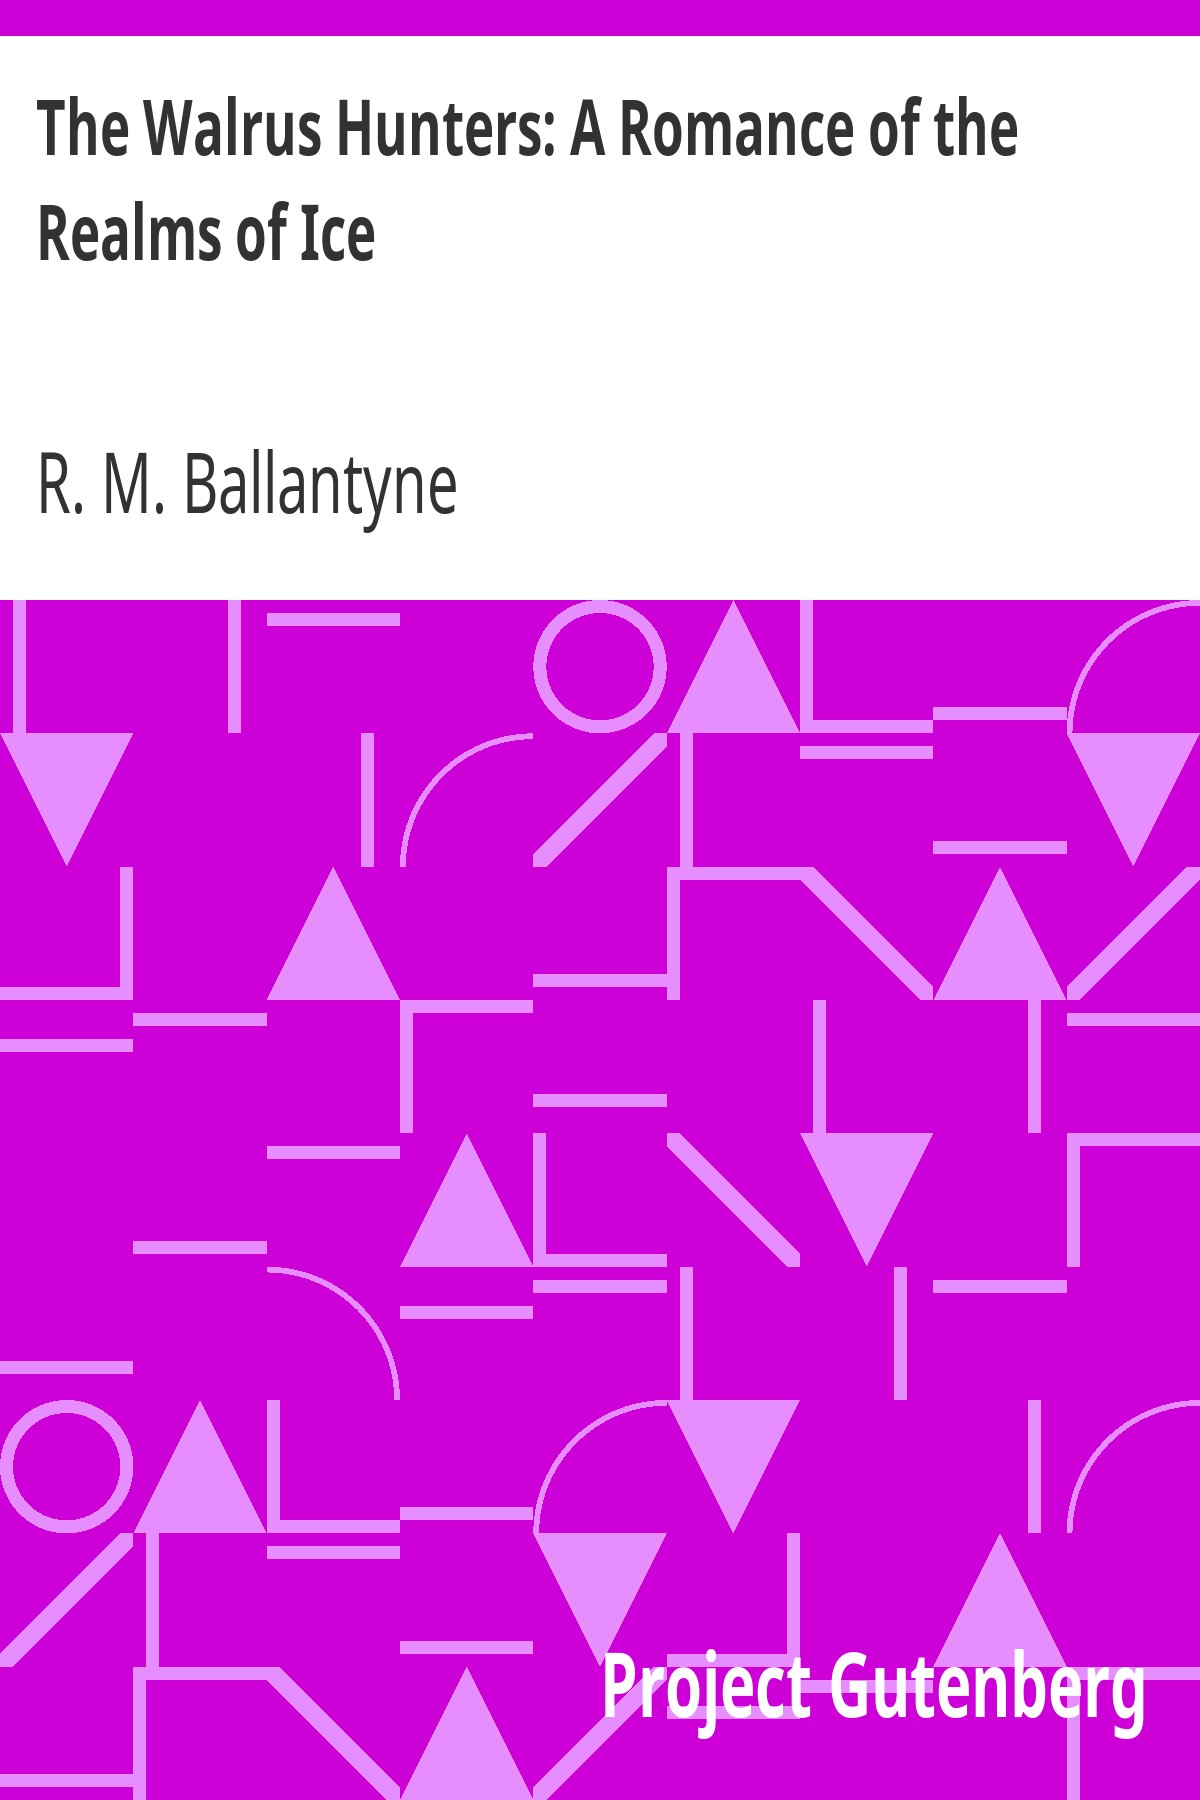 The Walrus Hunters: A Romance of the
Realms of Ice
R. M. Ballantyne
Project Gutenberg